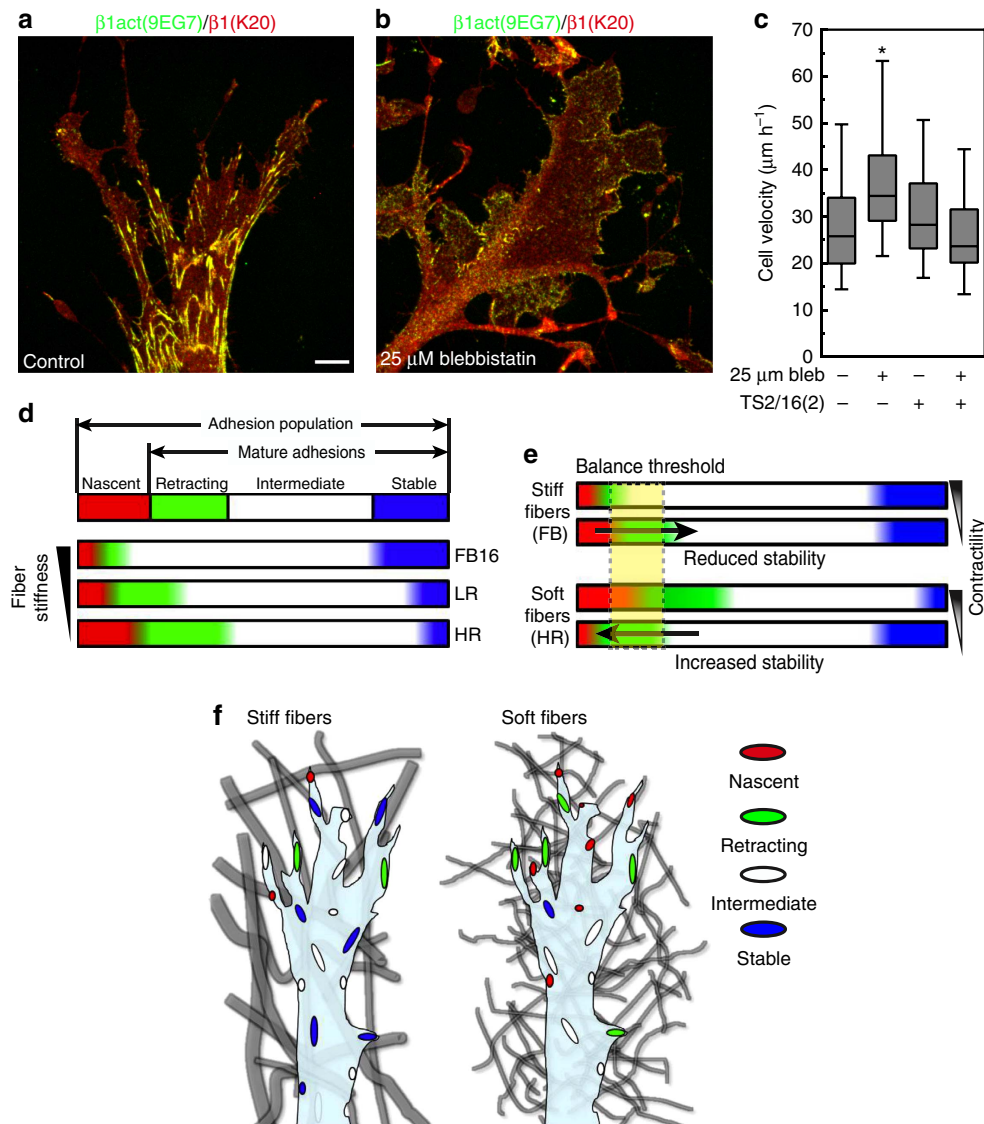 a
β1act(9EG7)/β1(K20)
Control
b
β1act(9EG7)/β1(K20)
25 μM blebbistatin
c
Cell velocity (μm h⁻¹)
70
60
50
40
30
20
10
0
*
25 μm bleb – + – +
TS2/16(2) – – + +
d
Adhesion population
Mature adhesions
Nascent Retracting Intermediate Stable
Fiber stiffness
FB16
LR
HR
e
Balance threshold
Stiff fibers (FB)
Reduced stability
Soft fibers (HR)
Increased stability
Contractility
Contractility
f
Stiff fibers Soft fibers
Nascent
Retracting
Intermediate
Stable